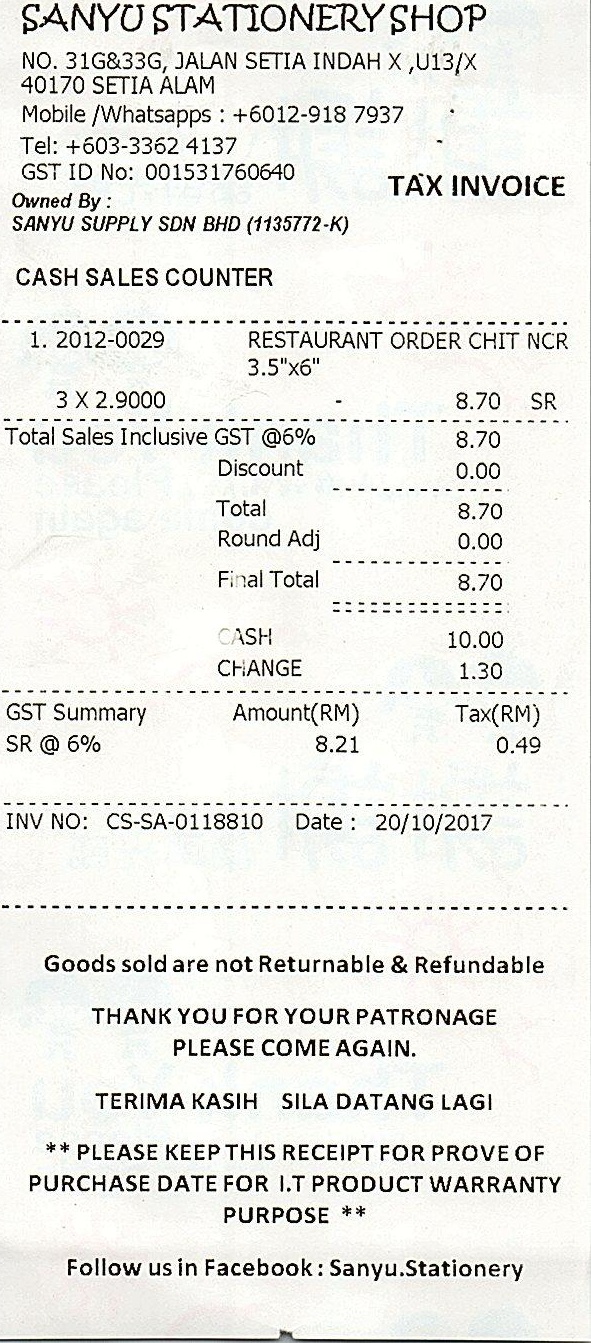 SANYU STATIONERY SHOP
NO. 31G&33G, JALAN SETIA INDAH X ,U13/X
40170 SETIA ALAM
Mobile /Whatsapps : +6012-918 7937
Tel: +603-3362 4137
GST ID No: 001531760640
TAX INVOICE
Owned By :
SANYU SUPPLY SDN BHD (1135772-K)
CASH SALES COUNTER
1. 2012-0029 RESTAURANT ORDER CHIT NCR
3.5"x6"
3 X 2.9000 - 8.70 SR
Total Sales Inclusive GST @6% 8.70
Discount 0.00
Total 8.70
Round Adj 0.00
Final Total 8.70
CASH 10.00
CHANGE 1.30
GST Summary Amount(RM) Tax(RM)
SR @ 6% 8.21 0.49
INV NO: CS-SA-0118810 Date : 20/10/2017
Goods sold are not Returnable & Refundable
THANK YOU FOR YOUR PATRONAGE
PLEASE COME AGAIN.
TERIMA KASIH SILA DATANG LAGI
** PLEASE KEEP THIS RECEIPT FOR PROVE OF
PURCHASE DATE FOR I.T PRODUCT WARRANTY
PURPOSE **
Follow us in Facebook : Sanyu.Stationery